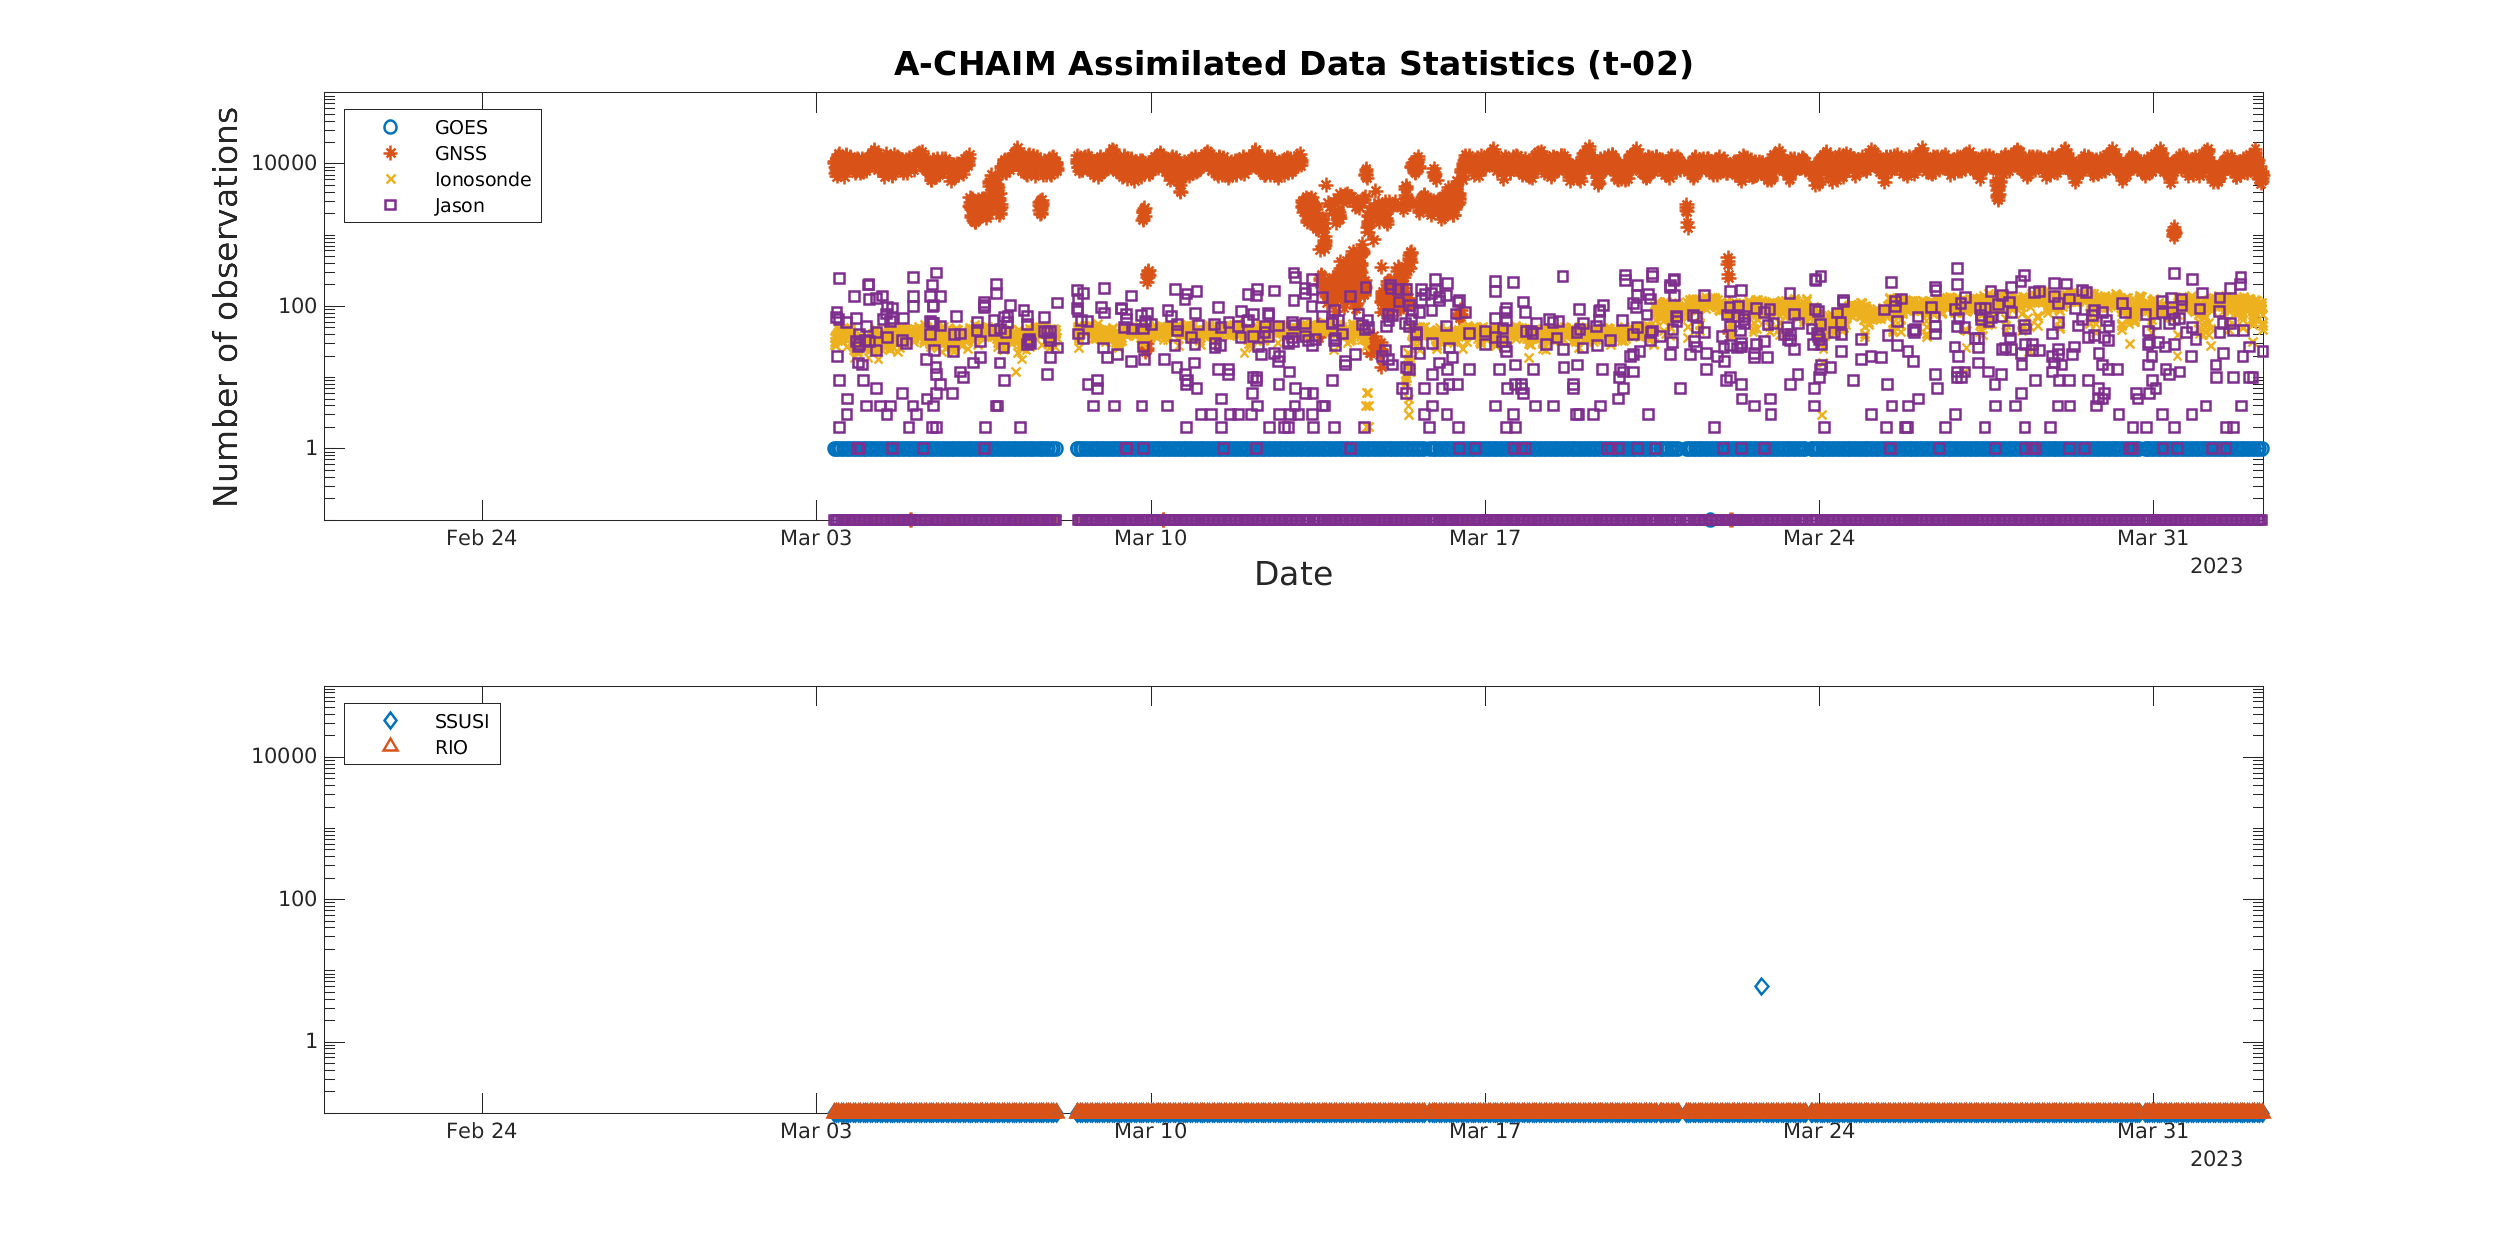 A-CHAIM Assimilated Data Statistics (t-02)
Number of observations
GOES
GNSS
Ionosonde
Jason
10000
100
1
Feb 24 Mar 03 Mar 10 Mar 17 Mar 24 Mar 31
2023
Date
SSUSI
RIO
10000
100
1
Feb 24 Mar 03 Mar 10 Mar 17 Mar 24 Mar 31
2023